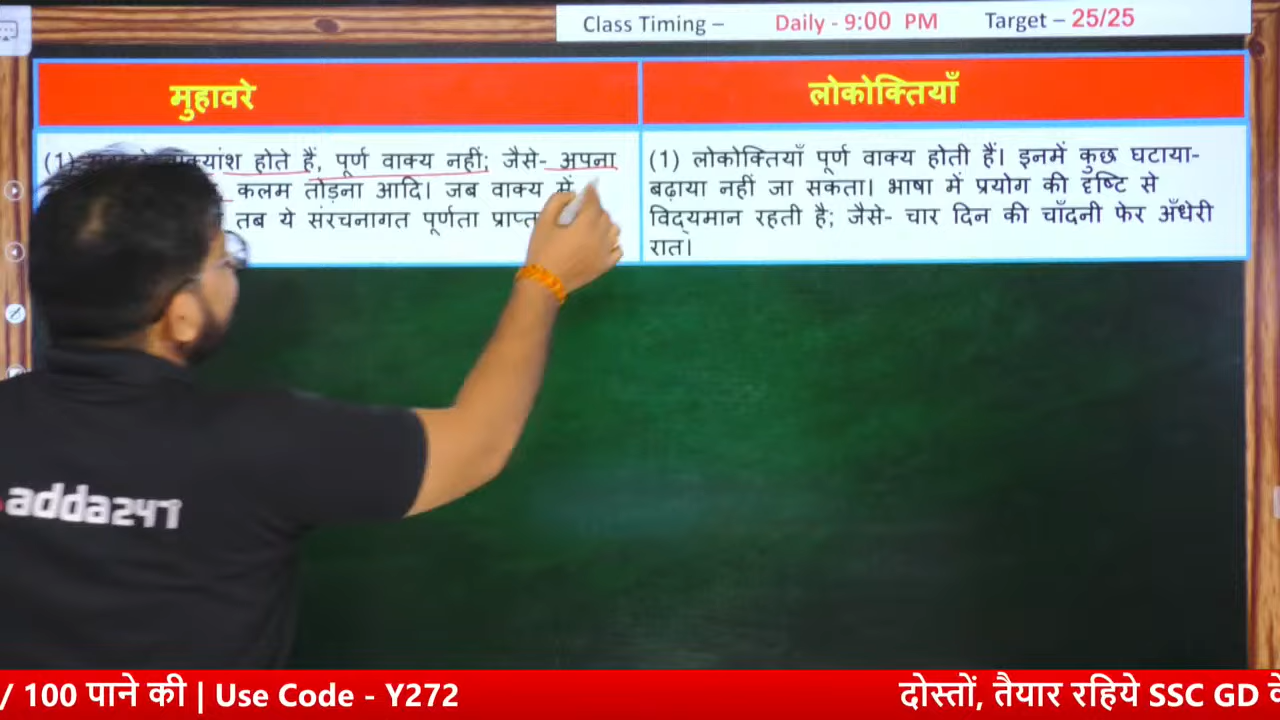 Class Timing – Daily - 9:00 PM Target – 25/25
मुहावरे
लोकोक्तियाँ
(1) वाक्यांश होते हैं, पूर्ण वाक्य नहीं; जैसे- अपना
कलम तोड़ना आदि। जब वाक्य में
तब ये संरचनागत पूर्णता प्राप्त
(1) लोकोक्तियाँ पूर्ण वाक्य होती हैं। इनमें कुछ घटाया-
बढ़ाया नहीं जा सकता। भाषा में प्रयोग की दृष्टि से
विद्यमान रहती है; जैसे- चार दिन की चाँदनी फेर अँधेरी
रात।
adda247
/ 100 पाने की | Use Code - Y272
दोस्तों, तैयार रहिये SSC GD के